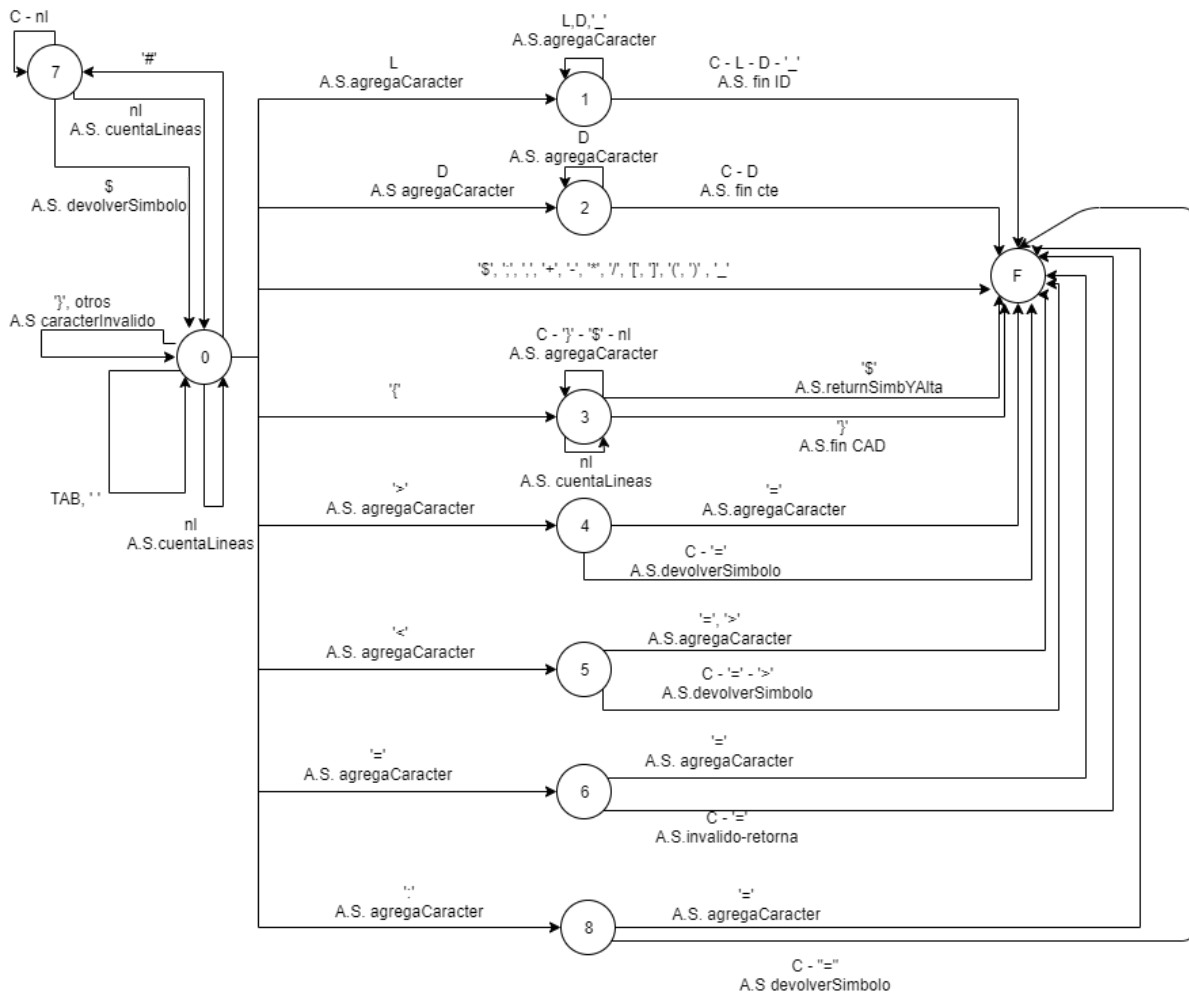 C - nl
7
'#'
nl
A.S. cuentaLineas
$
A.S. devolverSimbolo
L
A.S.agregaCaracter
L,D,'_'
A.S.agregaCaracter
1
C - L - D - '_'
A.S. fin ID
D
A.S agregaCaracter
D
A.S. agregaCaracter
2
C - D
A.S. fin cte
'$', ';', ',', '+', '-', '*', '/', '[', ']', '(', ')' , '_'
F
'}', otros
A.S caracterInvalido
0
TAB, ' '
nl
A.S.cuentaLineas
'{'
C - '}' - '$' - nl
A.S. agregaCaracter
3
nl
A.S. cuentaLineas
'$'
A.S.returnSimbYAlta
'}'
A.S.fin CAD
'>'
A.S. agregaCaracter
4
'='
A.S.agregaCaracter
C - '='
A.S.devolverSimbolo
'<'
A.S. agregaCaracter
5
'=', '>'
A.S.agregaCaracter
C - '=' - '>'
A.S.devolverSimbolo
'='
A.S. agregaCaracter
6
'='
A.S. agregaCaracter
C - '='
A.S.invalido-retorna
':'
A.S. agregaCaracter
8
'='
A.S. agregaCaracter
C - "="
A.S devolverSimbolo